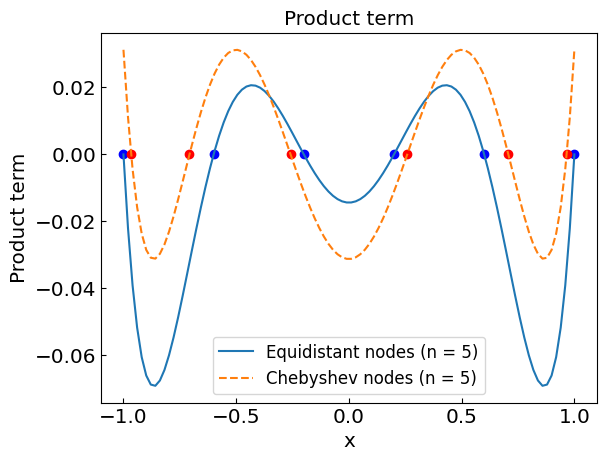 Product term
0.02
0.00
−0.02
−0.04
−0.06
Product term
Equidistant nodes (n = 5)
Chebyshev nodes (n = 5)
−1.0 −0.5 0.0 0.5 1.0
x